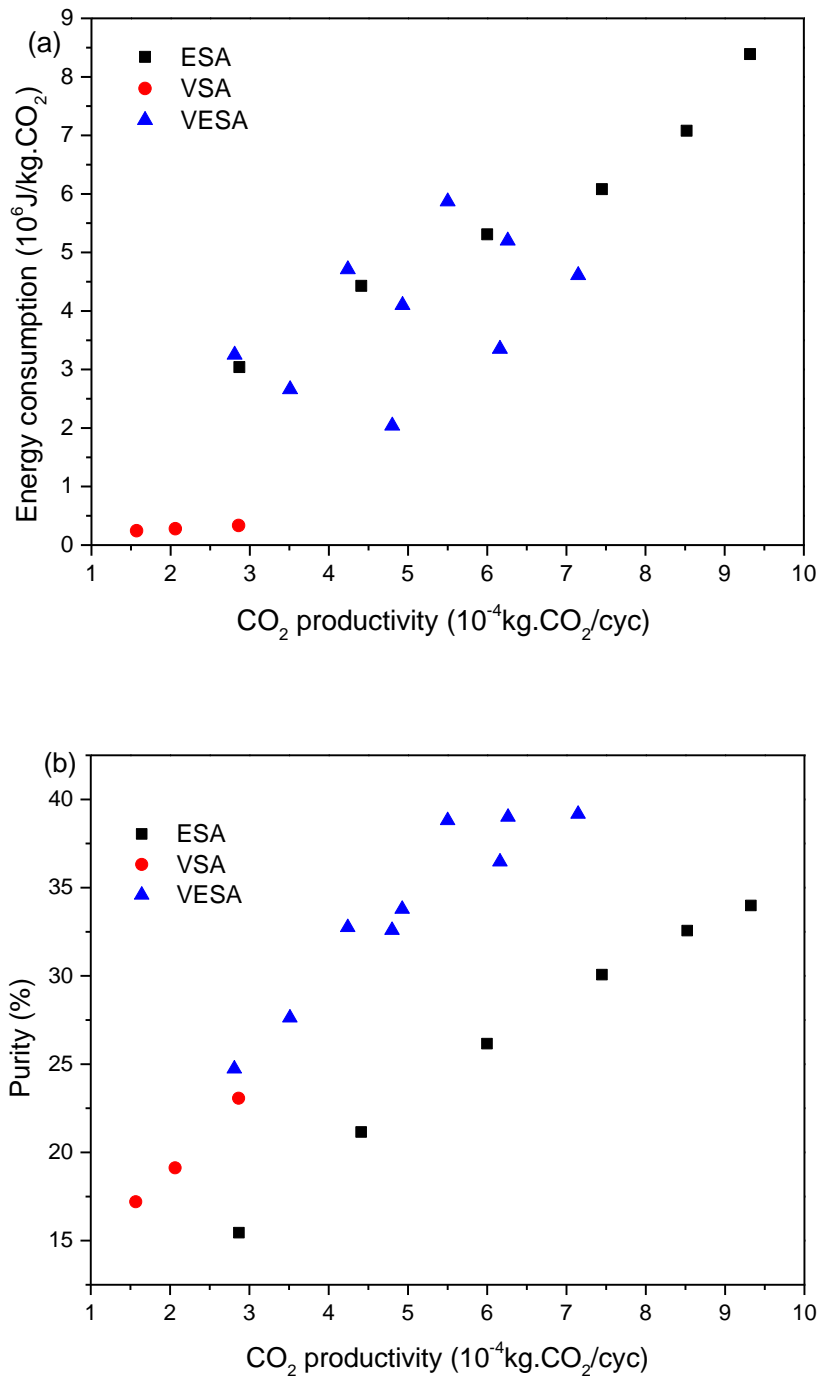 (a)
ESA
VSA
VESA
9
8
7
6
5
4
3
2
1
0
Energy consumption (10⁶J/kg.CO₂)
1 2 3 4 5 6 7 8 9 10
CO₂ productivity (10⁻⁴kg.CO₂/cyc)
(b)
ESA
VSA
VESA
40
35
30
25
20
15
Purity (%)
1 2 3 4 5 6 7 8 9 10
CO₂ productivity (10⁻⁴kg.CO₂/cyc)